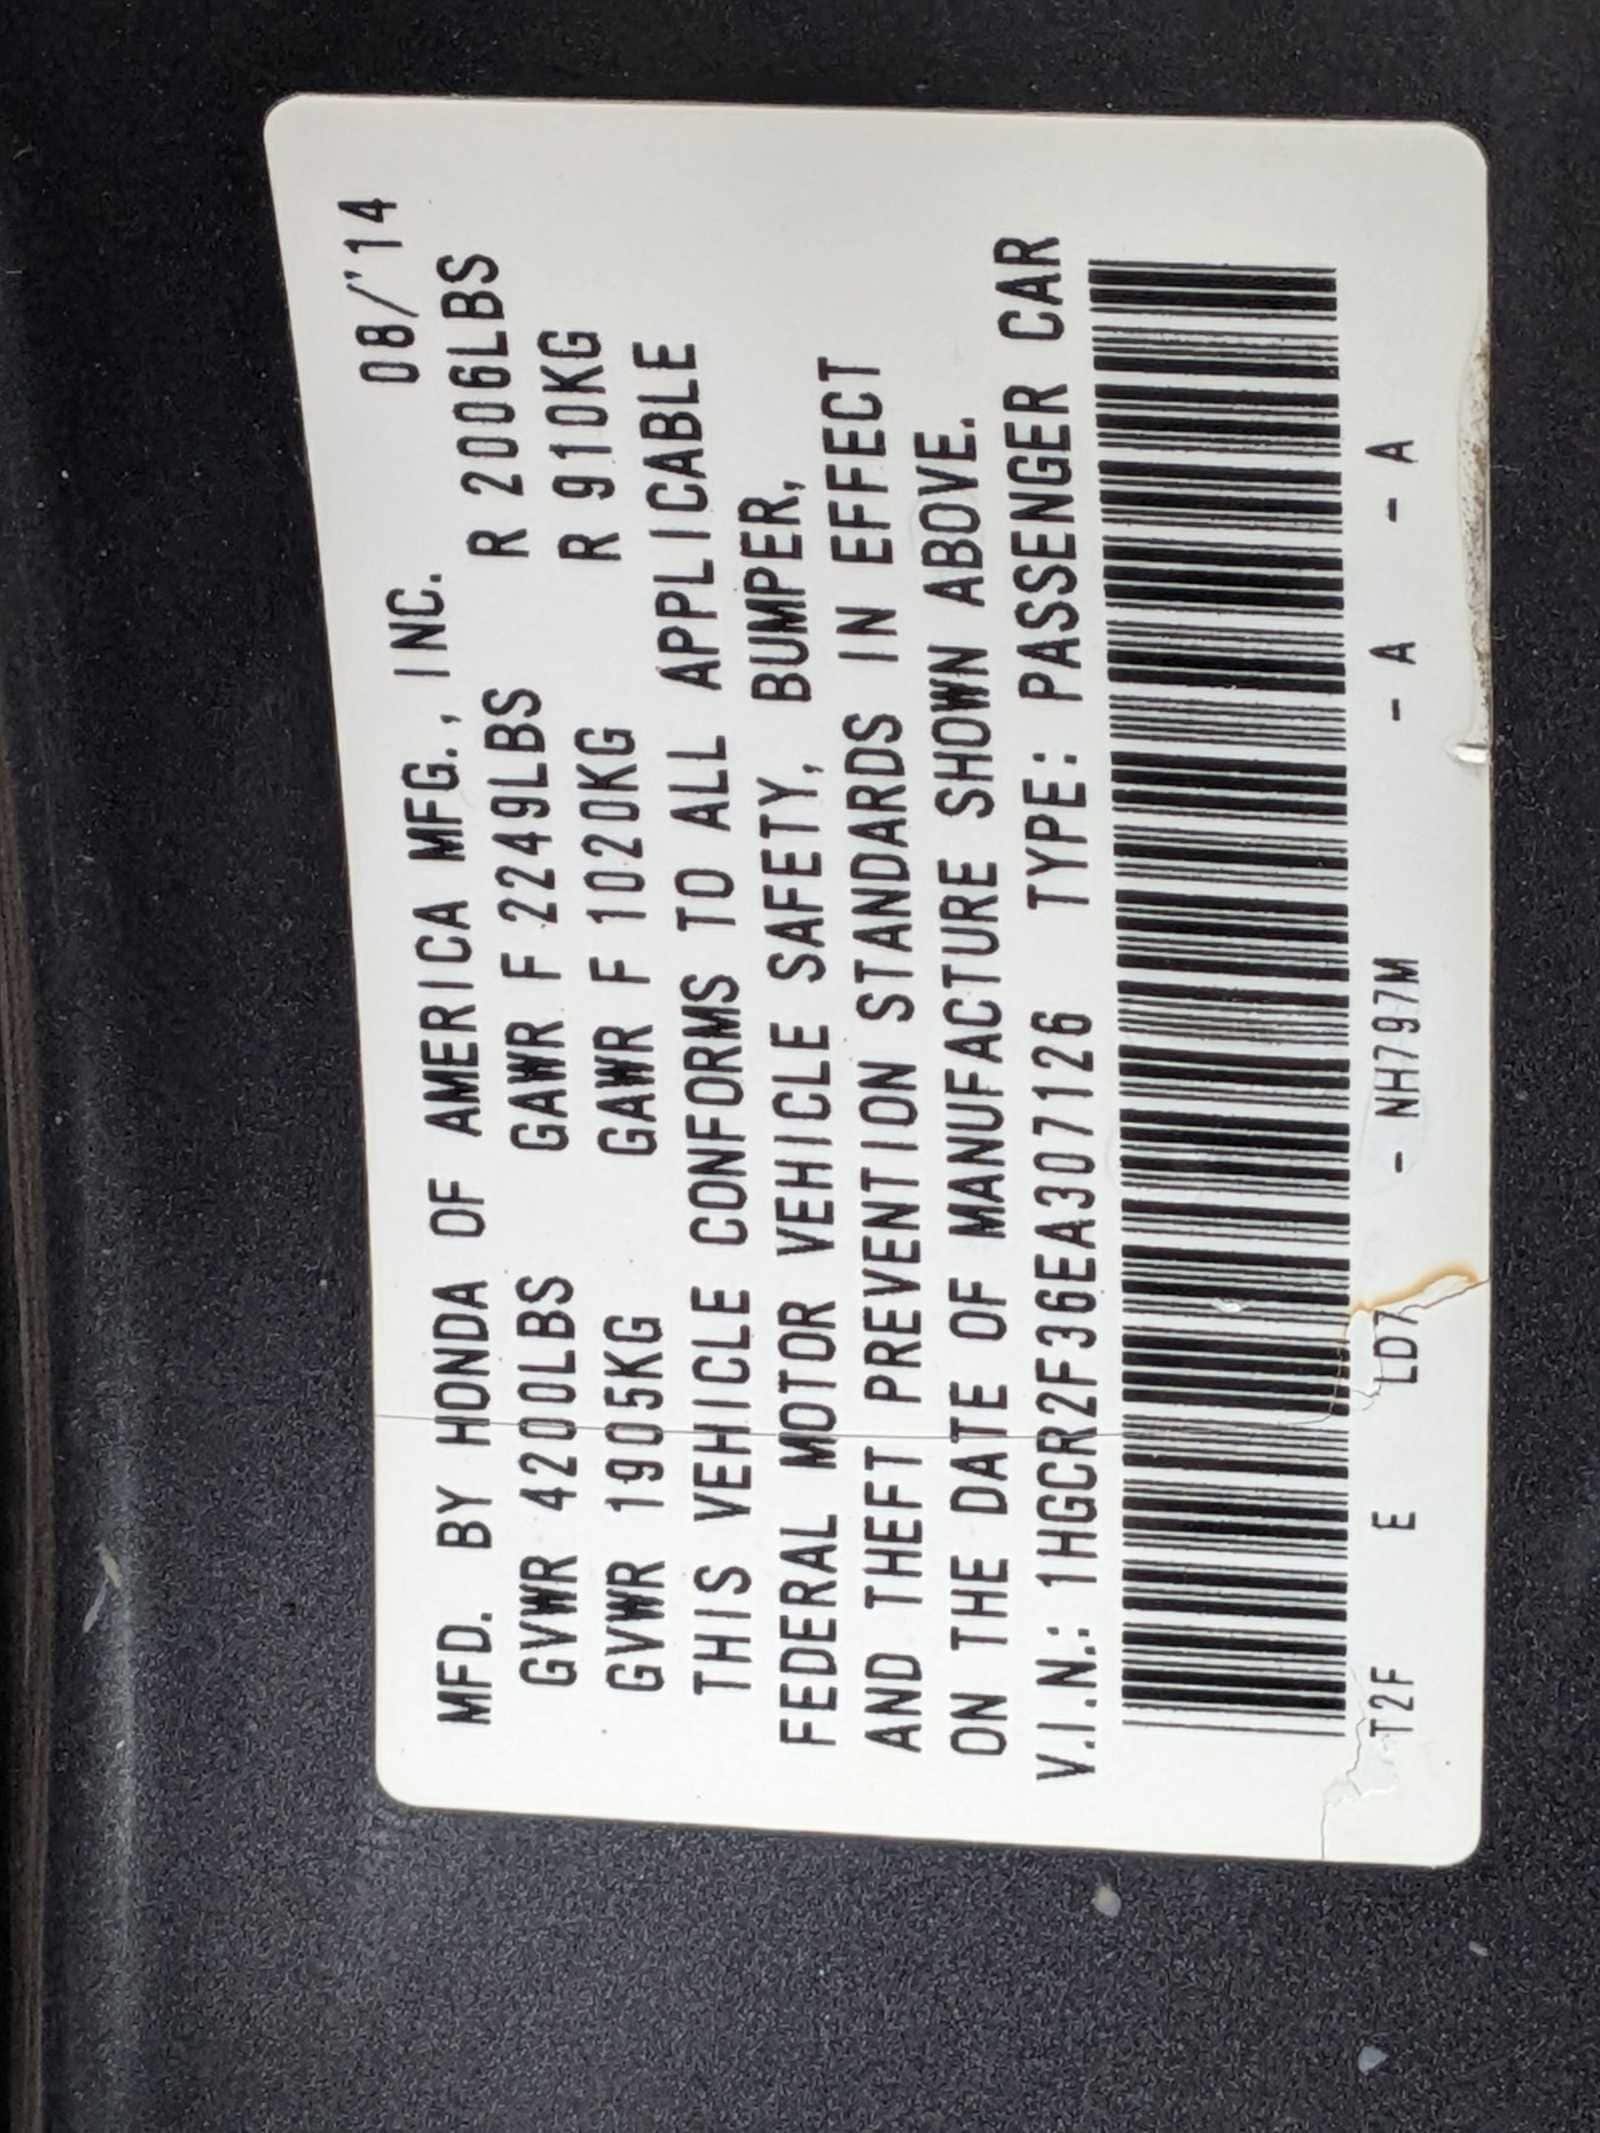 MFD. BY HONDA OF AMERICA MFG., INC. 08/'14
GVWR 4200LBS GAWR F 2249LBS R 2006LBS
GVWR 1905KG GAWR F 1020KG R 910KG
THIS VEHICLE CONFORMS TO ALL APPLICABLE
FEDERAL MOTOR VEHICLE SAFETY, BUMPER,
AND THEFT PREVENTION STANDARDS IN EFFECT
ON THE DATE OF MANUFACTURE SHOWN ABOVE.
V.I.N.: 1HGCR2F36EA307126 TYPE: PASSENGER CAR
T2F E LD7 - NH797M - A - A